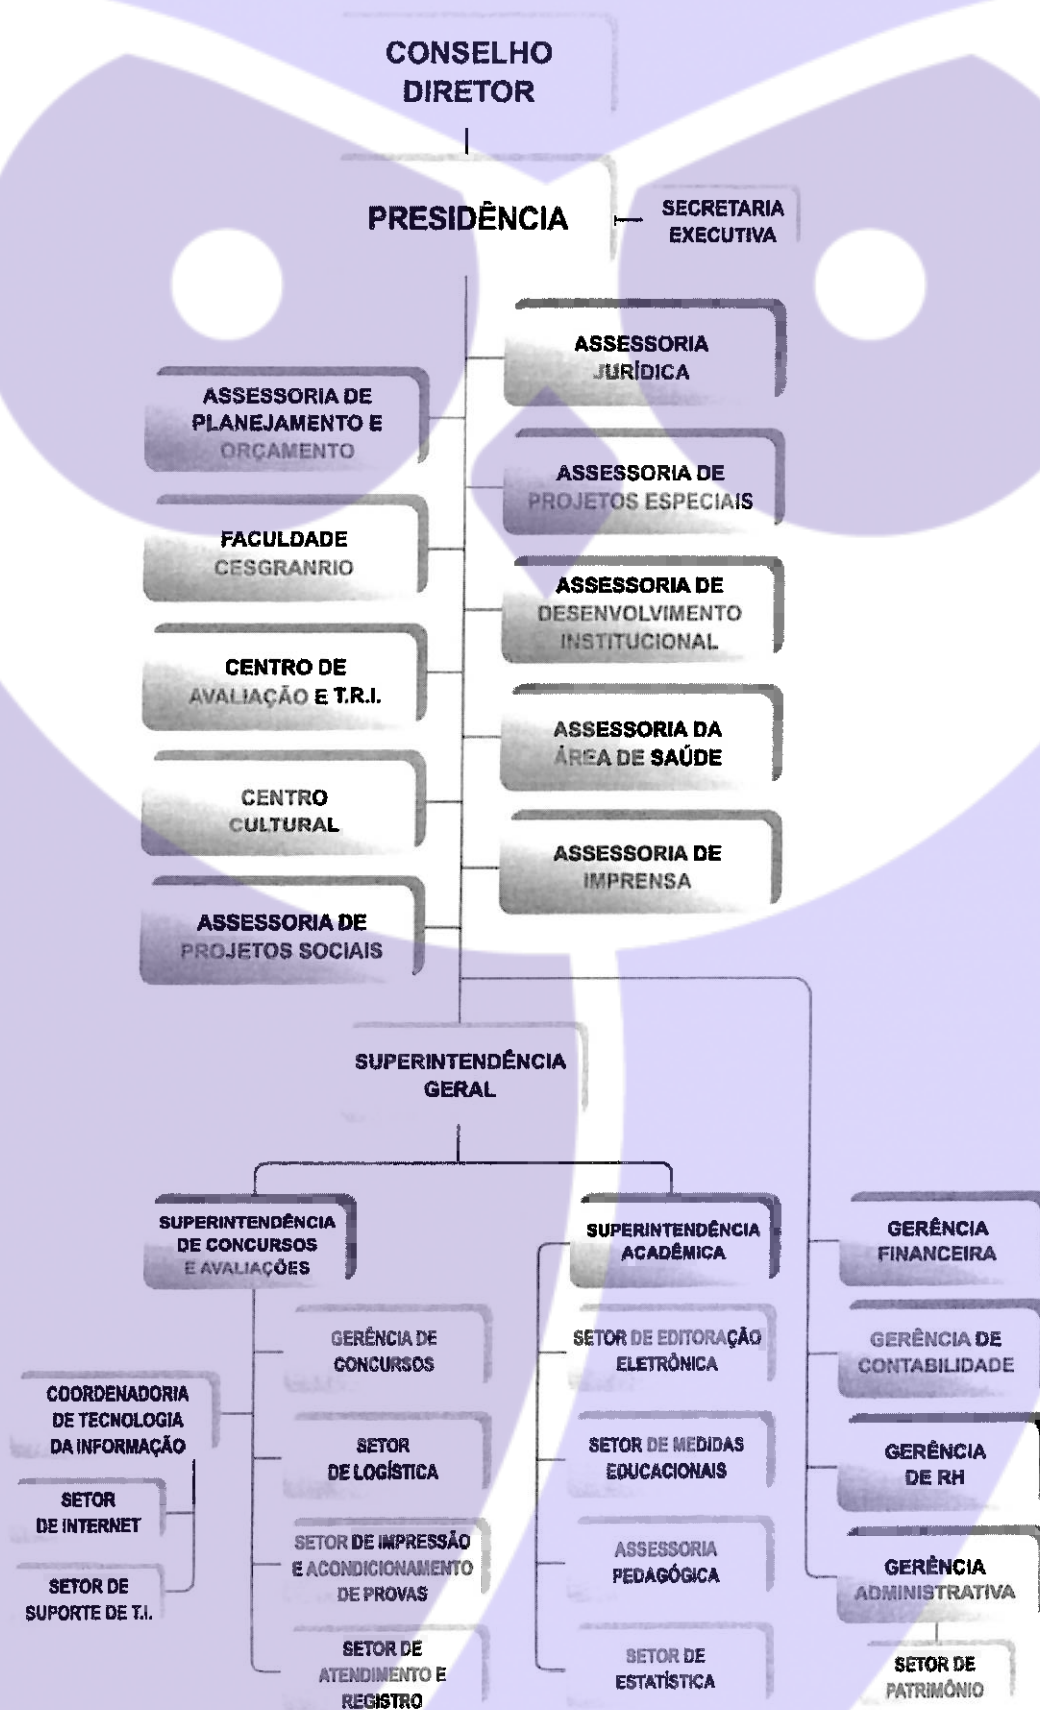 CONSELHO
DIRETOR
PRESIDÊNCIA
SECRETARIA
EXECUTIVA
ASSESSORIA
JURÍDICA
ASSESSORIA DE
PLANEJAMENTO E
ORÇAMENTO
ASSESSORIA DE
PROJETOS ESPECIAIS
FACULDADE
CESGRANRIO
ASSESSORIA DE
DESENVOLVIMENTO
INSTITUCIONAL
CENTRO DE
AVALIAÇÃO E T.R.I.
ASSESSORIA DA
ÁREA DE SAÚDE
CENTRO
CULTURAL
ASSESSORIA DE
IMPRENSA
ASSESSORIA DE
PROJETOS SOCIAIS
SUPERINTENDÊNCIA
GERAL
SUPERINTENDÊNCIA
DE CONCURSOS
E AVALIAÇÕES
SUPERINTENDÊNCIA
ACADÊMICA
GERÊNCIA
FINANCEIRA
GERÊNCIA DE
CONCURSOS
SETOR DE EDITORAÇÃO
ELETRÔNICA
GERÊNCIA DE
CONTABILIDADE
COORDENADORIA
DE TECNOLOGIA
DA INFORMAÇÃO
SETOR
DE LOGÍSTICA
SETOR DE MEDIDAS
EDUCACIONAIS
GERÊNCIA
DE RH
SETOR
DE INTERNET
SETOR DE IMPRESSÃO
E ACONDICIONAMENTO
DE PROVAS
ASSESSORIA
PEDAGÓGICA
GERÊNCIA
ADMINISTRATIVA
SETOR DE
SUPORTE DE T.I.
SETOR DE
ATENDIMENTO E
REGISTRO
SETOR DE
ESTATÍSTICA
SETOR DE
PATRIMÔNIO